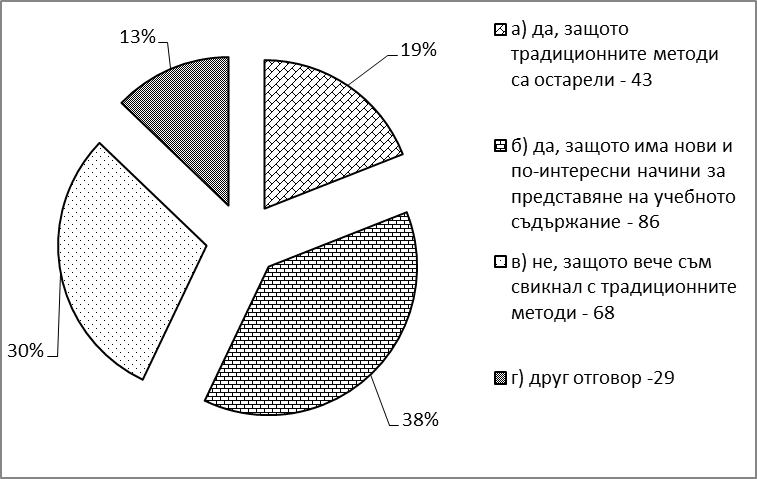 13%
19%
30%
38%
а) да, защото
традиционните методи
са остарели - 43
б) да, защото има нови и
по-интересни начини за
представяне на учебното
съдържание - 86
в) не, защото вече съм
свикнал с традиционните
методи - 68
г) друг отговор -29